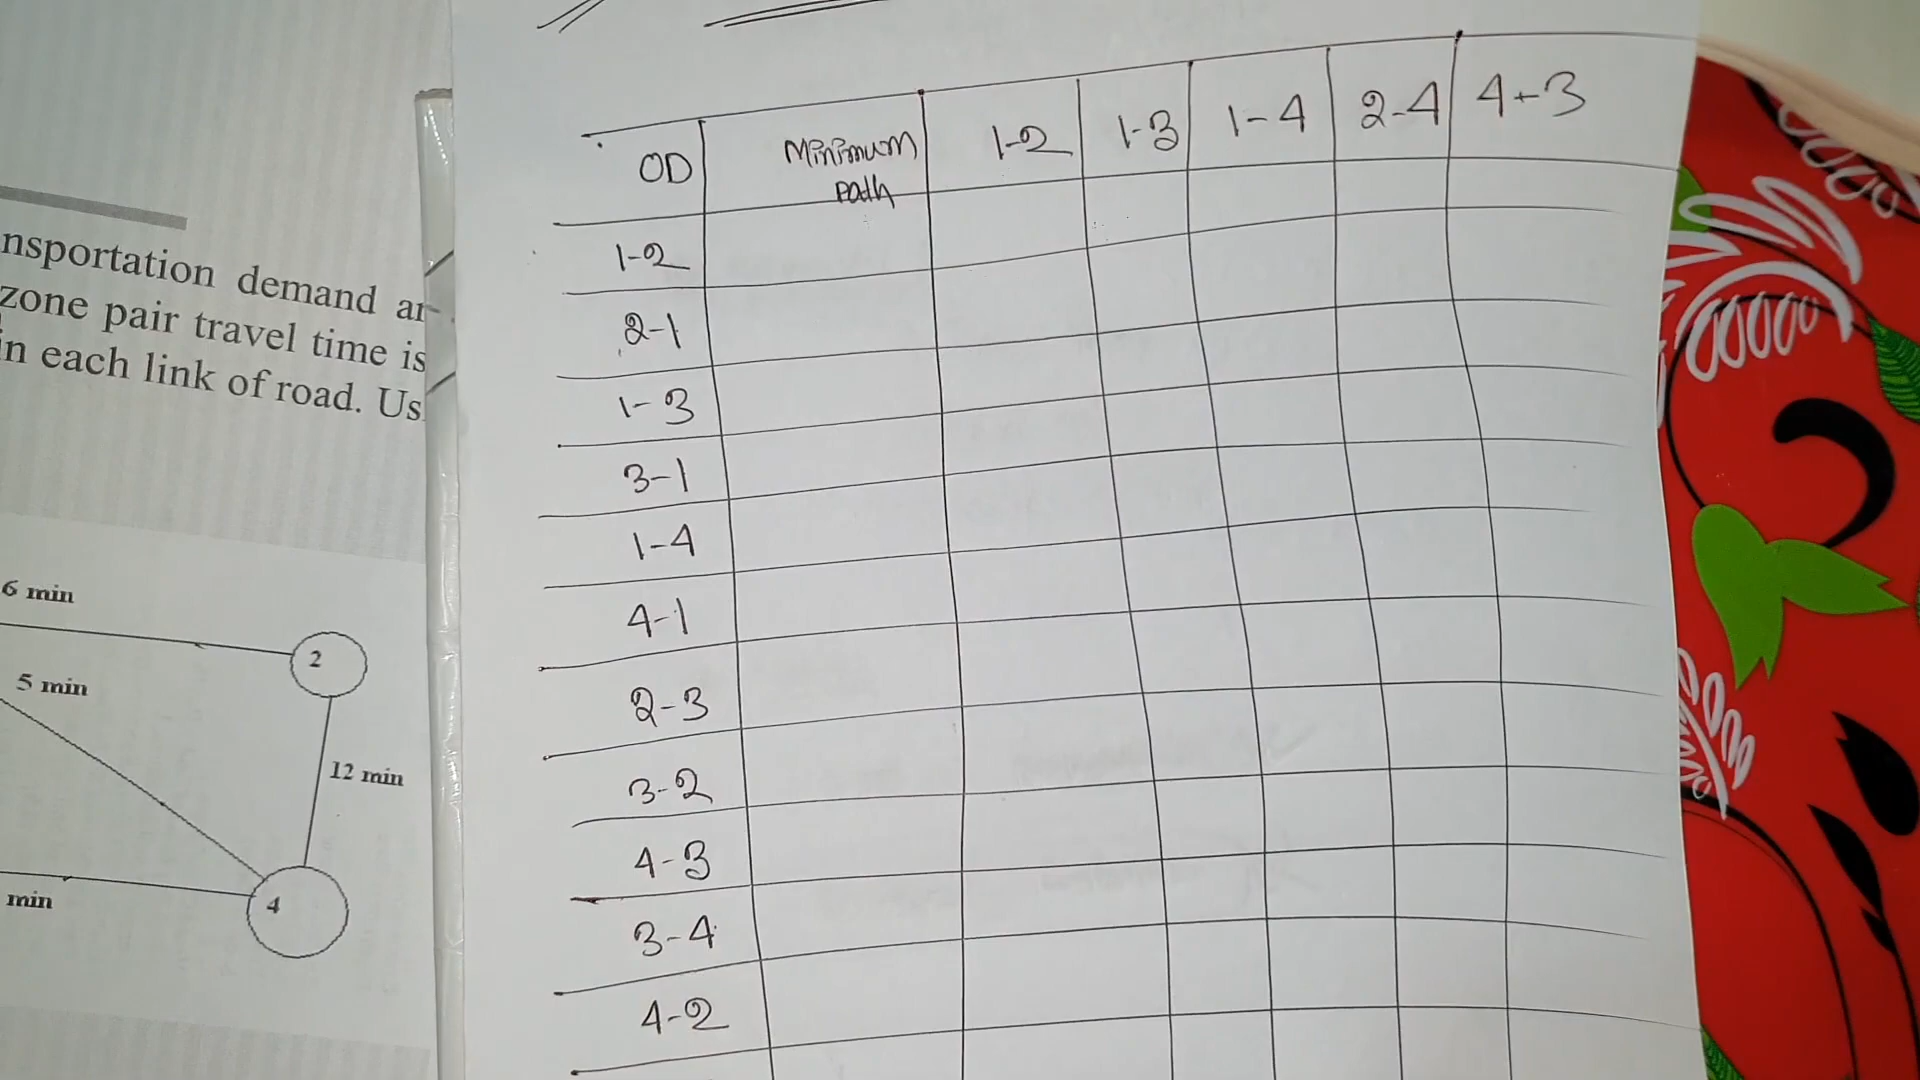 nsportation demand ar
zone pair travel time is
in each link of road. Us
6 min
2
5 min
12 min
min
4
OD Minimum path 1-2 1-3 1-4 2-4 4-3
1-2
2-1
1-3
3-1
1-4
4-1
2-3
3-2
4-3
3-4
4-2